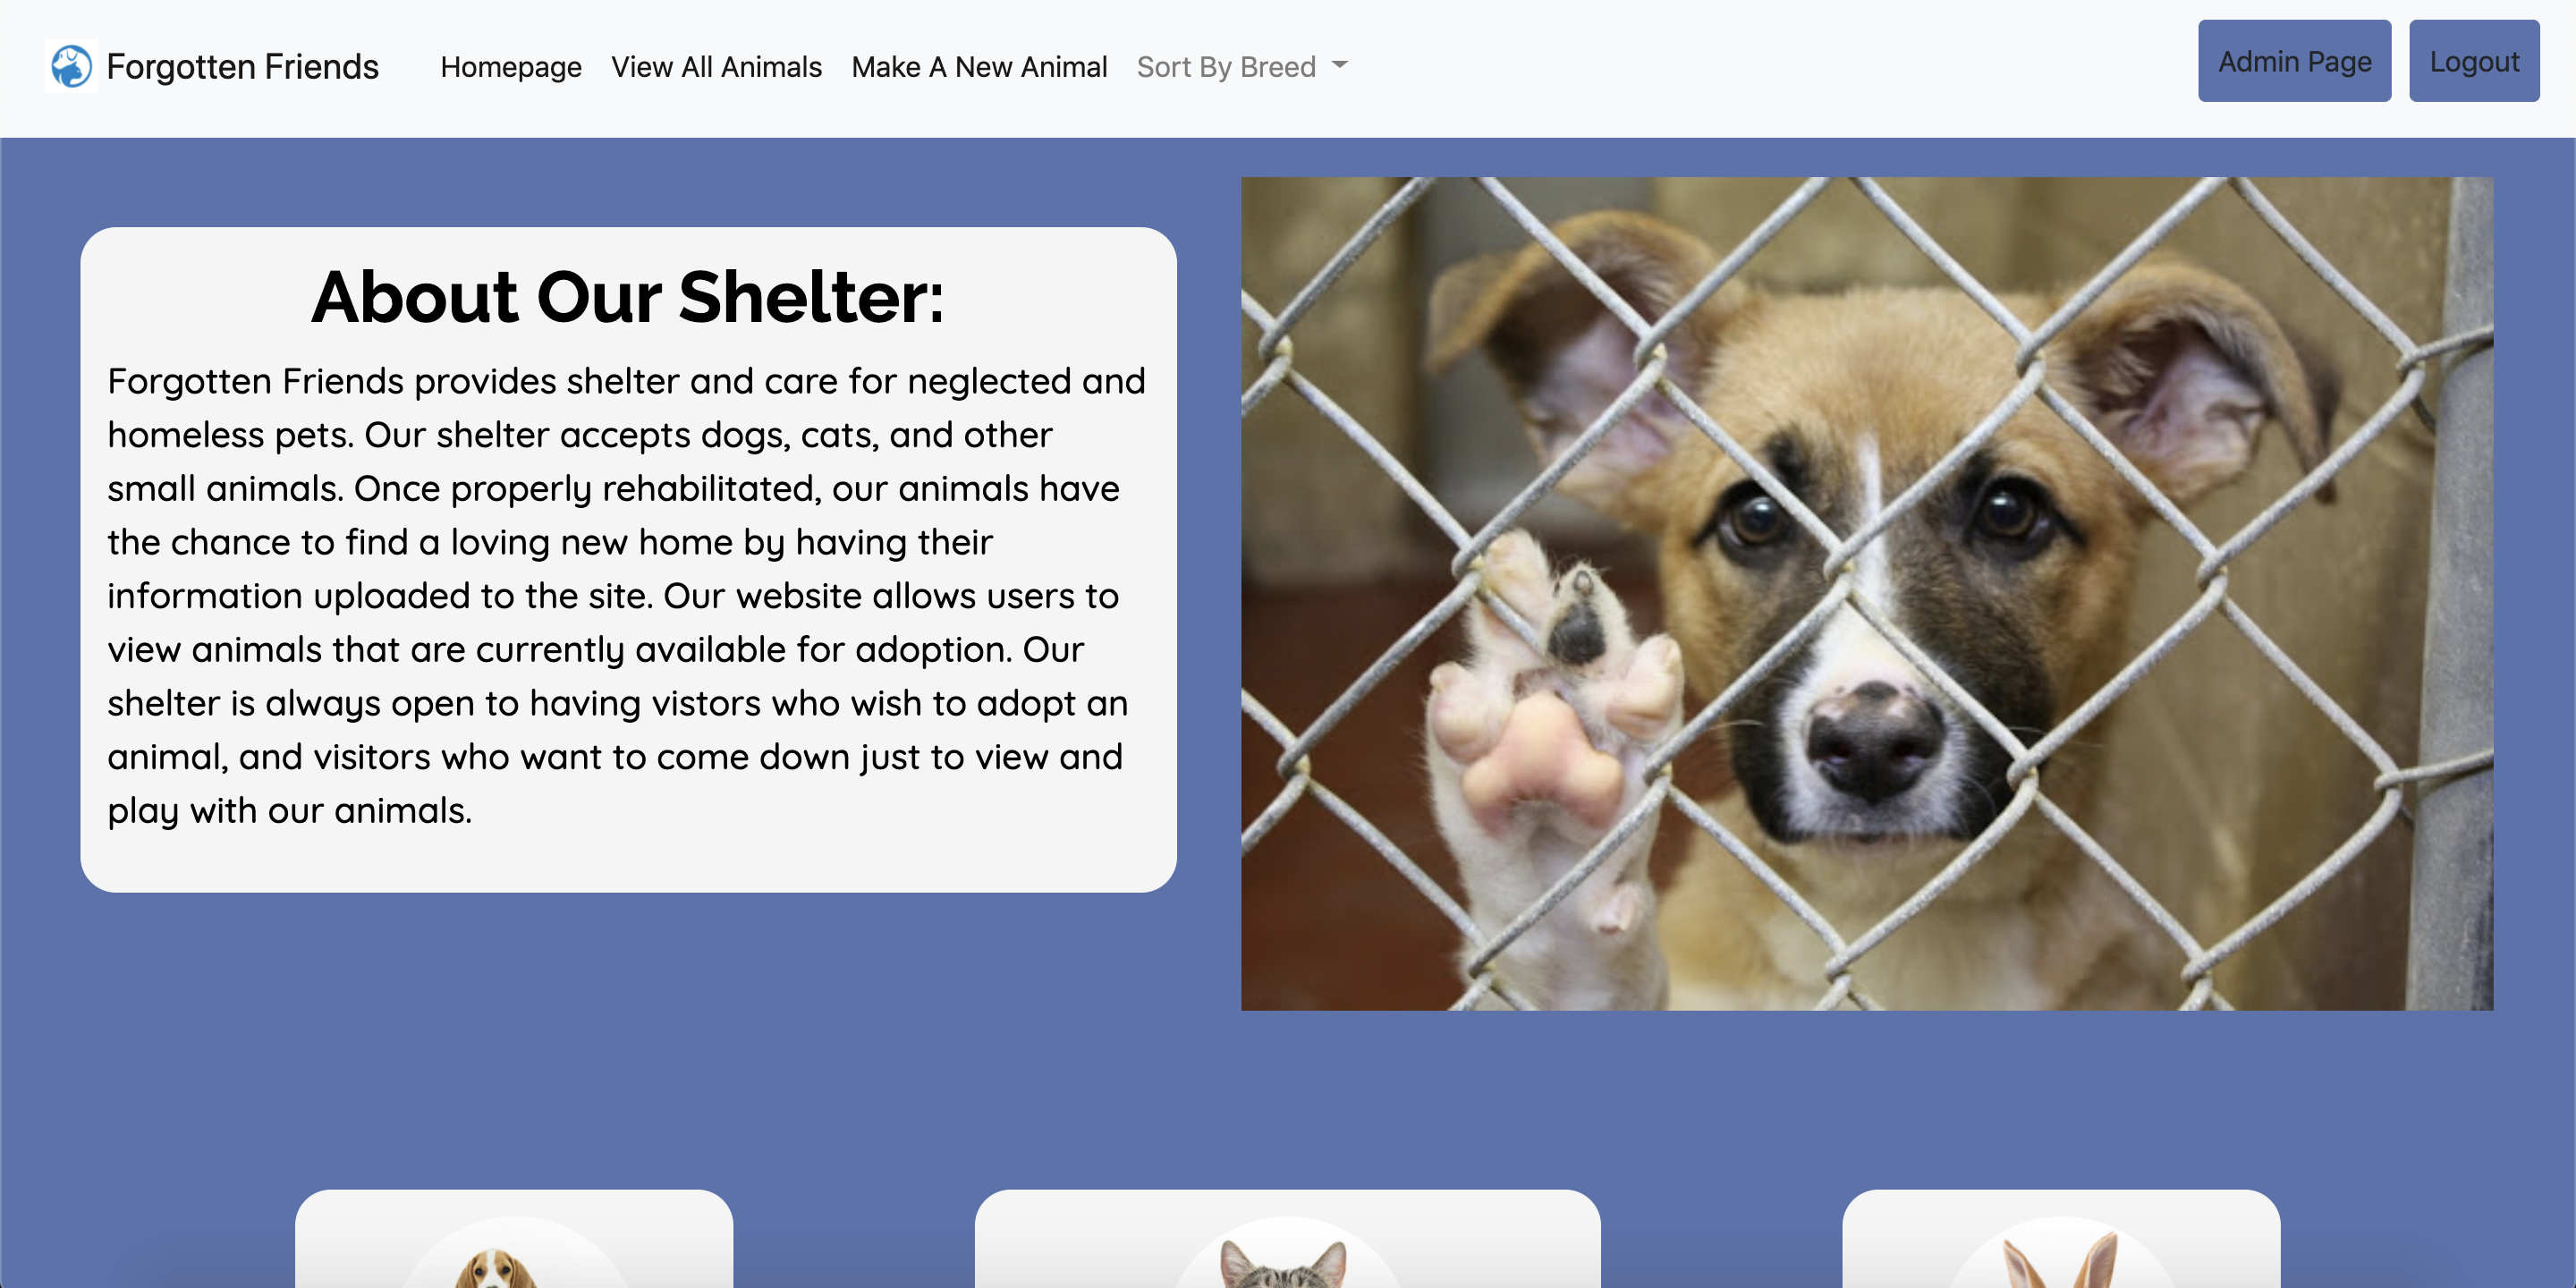 Forgotten Friends Homepage View All Animals Make A New Animal Sort By Breed Admin Page Logout
About Our Shelter:
Forgotten Friends provides shelter and care for neglected and
homeless pets. Our shelter accepts dogs, cats, and other
small animals. Once properly rehabilitated, our animals have
the chance to find a loving new home by having their
information uploaded to the site. Our website allows users to
view animals that are currently available for adoption. Our
shelter is always open to having vistors who wish to adopt an
animal, and visitors who want to come down just to view and
play with our animals.